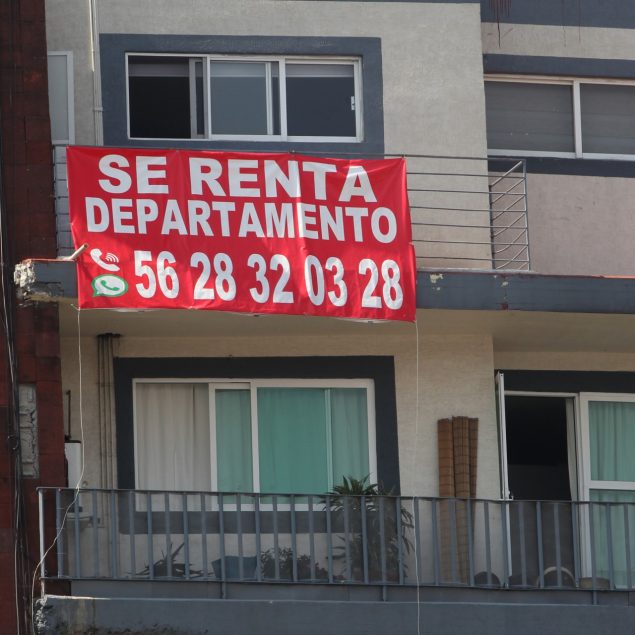 SE RENTA
DEPARTAMENTO
56 28 32 03 28